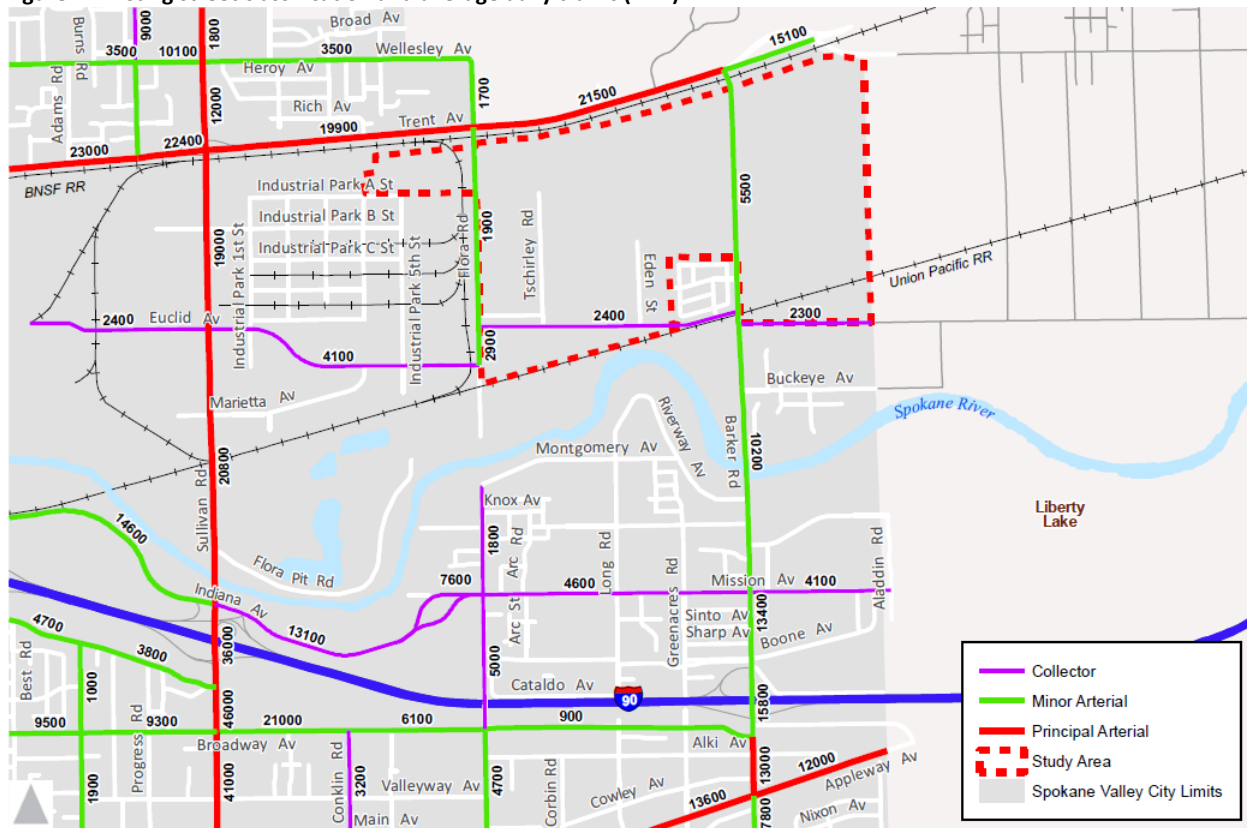 Burns Rd
9000
1800
Broad Av
15100
3500
10100
3500
Wellesley Av
Heroy Av
Adams Rd
12000
Rich Av
1700
21500
Trent Av
19900
22400
23000
BNSF RR
Industrial Park A St
Industrial Park B St
Industrial Park C St
Industrial Park 1st St
Industrial Park 5th St
19000
Flora Rd
1900
Tschirley Rd
Eden St
5500
Union Pacific RR
2400
Euclid Av
2400
2300
4100
2900
Marietta Av
Buckeye Av
Spokane River
Riverway Av
Barker Rd
10200
Montgomery Av
20800
Sullivan Rd
Knox Av
14600
1800
Arc Rd
Arc St
Long Rd
Greenacres Rd
Liberty
Lake
Flora Pit Rd
7600
4600
Mission Av
4100
Aladdin Rd
Indiana Av
13100
Sinto Av
Sharp Av
13400
Boone Av
4700
3800
36000
5000
Cataldo Av
90
15800
Best Rd
1000
Progress Rd
46000
9500
9300
21000
6100
900
Broadway Av
Alki Av
1900
41000
Conklin Rd
3200
Valleyway Av
4700
Corbin Rd
Cowley Av
13000
12000
Appleway Av
13600
Nixon Av
Main Av
7800
Collector
Minor Arterial
Principal Arterial
Study Area
Spokane Valley City Limits